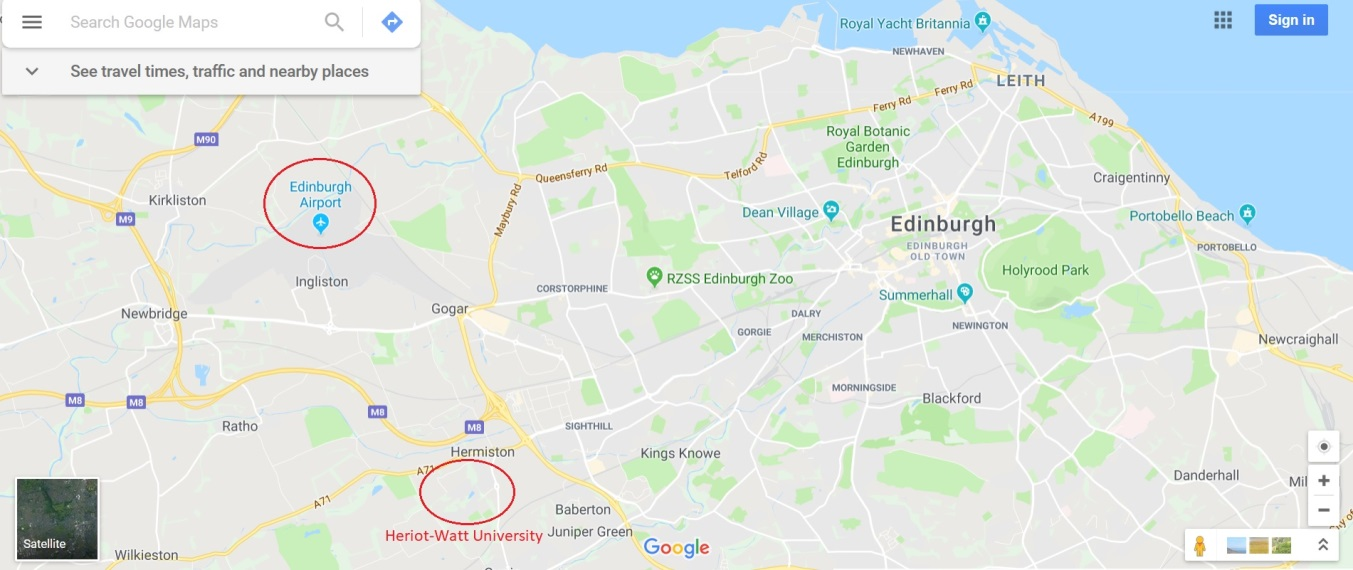 Search Google Maps
Sign in
See travel times, traffic and nearby places
Royal Yacht Britannia
NEWHAVEN
LEITH
Ferry Rd
Ferry Rd
A199
M90
Royal Botanic
Garden
Edinburgh
Telford Rd
Queensferry Rd
Maybury Rd
Craigentinny
Edinburgh
Airport
Kirkliston
M9
Dean Village
Edinburgh
EDINBURGH
OLD TOWN
Portobello Beach
PORTOBELLO
Holyrood Park
Ingliston
CORSTORPHINE
RZSS Edinburgh Zoo
Summerhall
Newbridge
Gogar
DALRY
GORGIE
MERCHISTON
NEWINGTON
Newcraighall
MORNINGSIDE
Blackford
M8
M8
M8
M8
Ratho
SIGHTHILL
Hermiston
Kings Knowe
A71
A71
Danderhall
Baberton
Juniper Green
Heriot-Watt University
Satellite
Wilkieston
Google